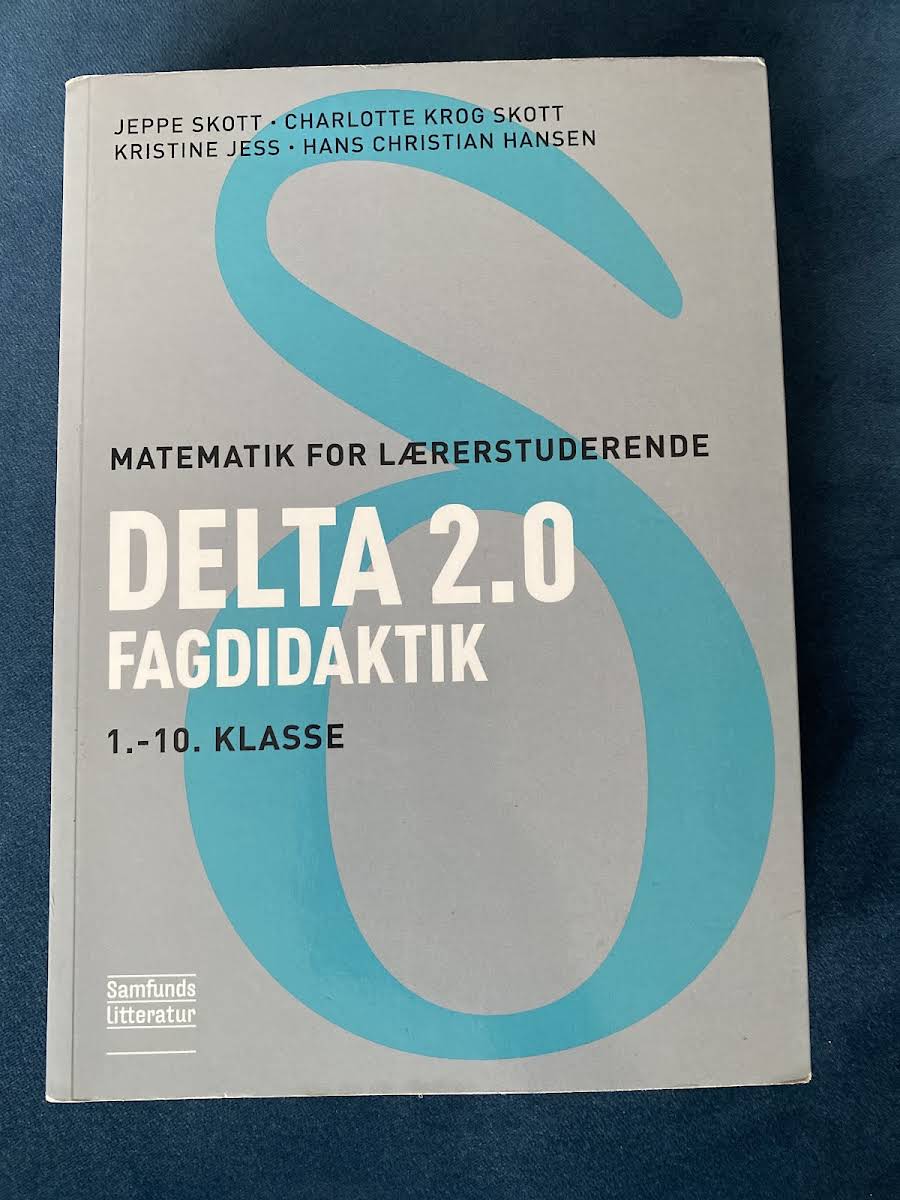 JEPPE SKOTT · CHARLOTTE KROG SKOTT
KRISTINE JESS · HANS CHRISTIAN HANSEN
MATEMATIK FOR LÆRERSTUDERENDE
DELTA 2.0
FAGDIDAKTIK
1.-10. KLASSE
Samfunds
litteratur